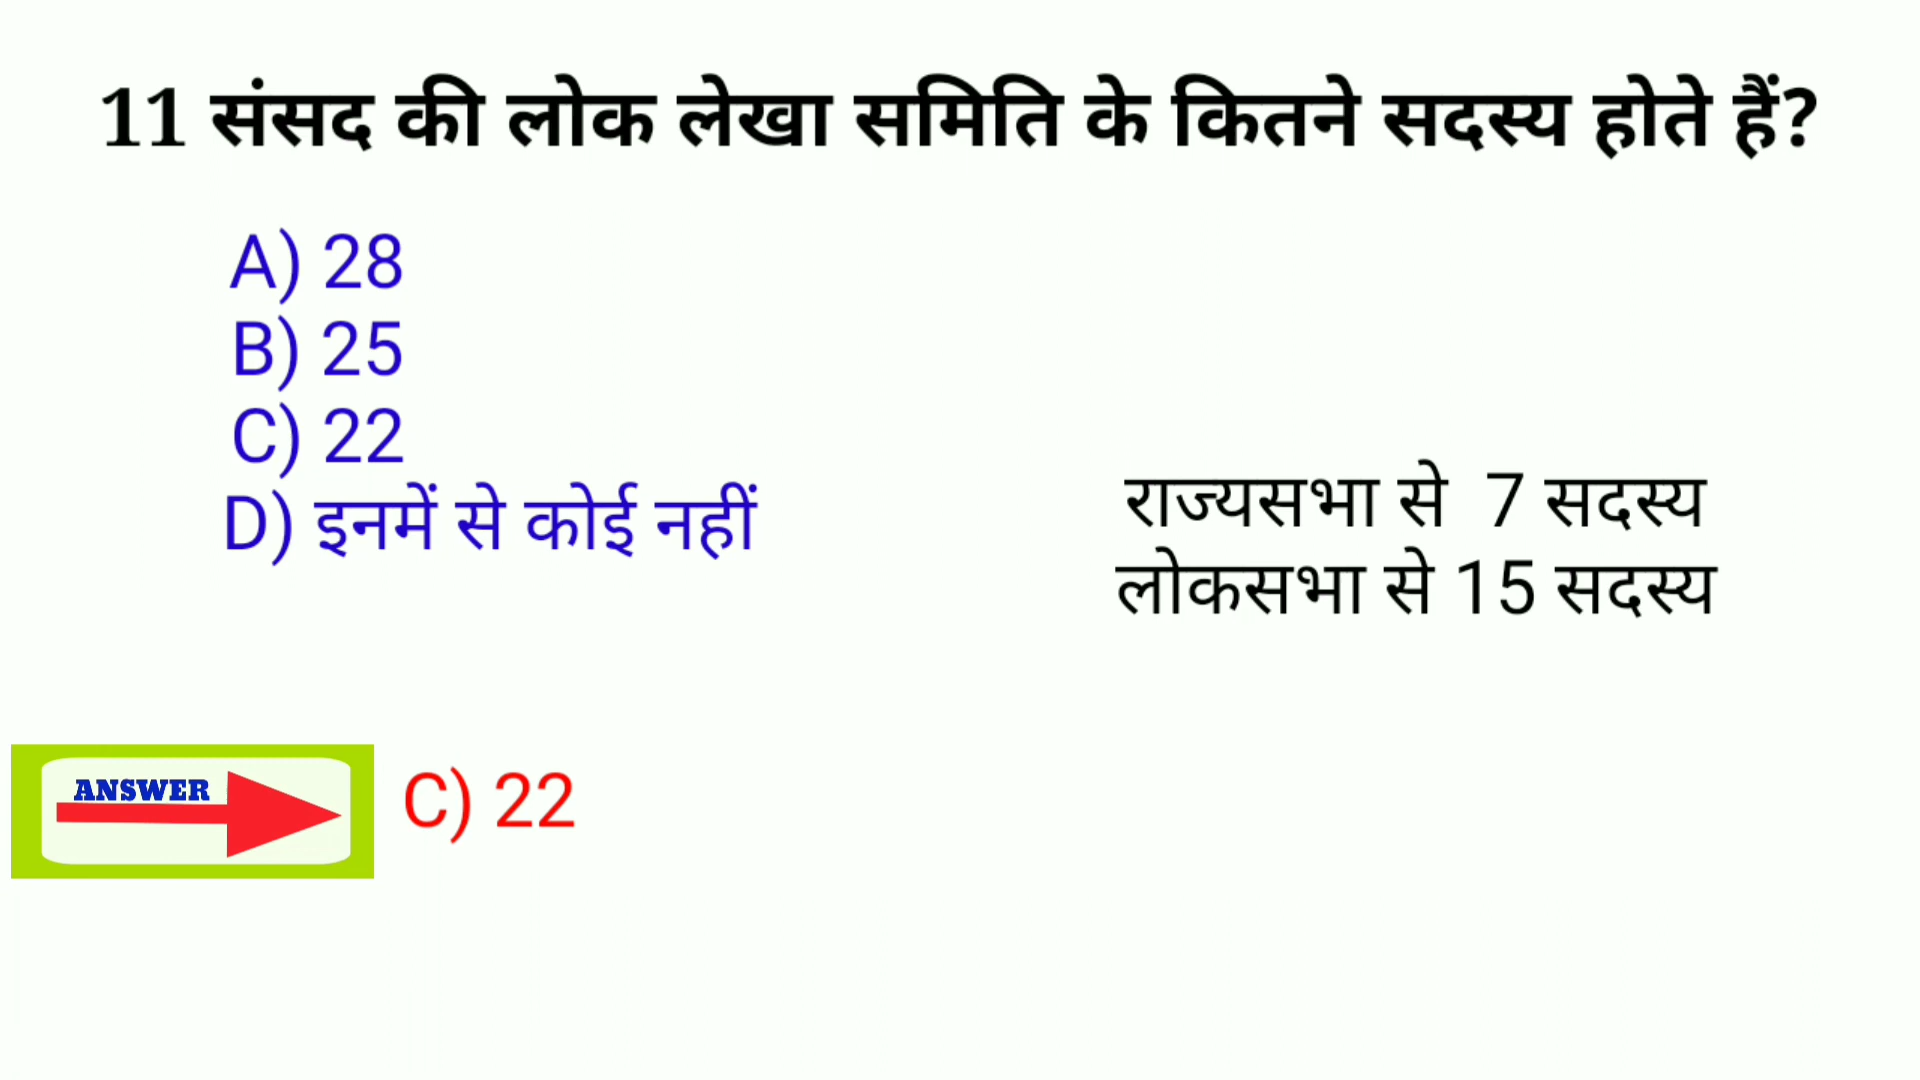 11 संसद की लोक लेखा समिति के कितने सदस्य होते हैं?
A) 28
B) 25
C) 22
D) इनमें से कोई नहीं
राज्यसभा से 7 सदस्य
लोकसभा से 15 सदस्य
ANSWER
C) 22